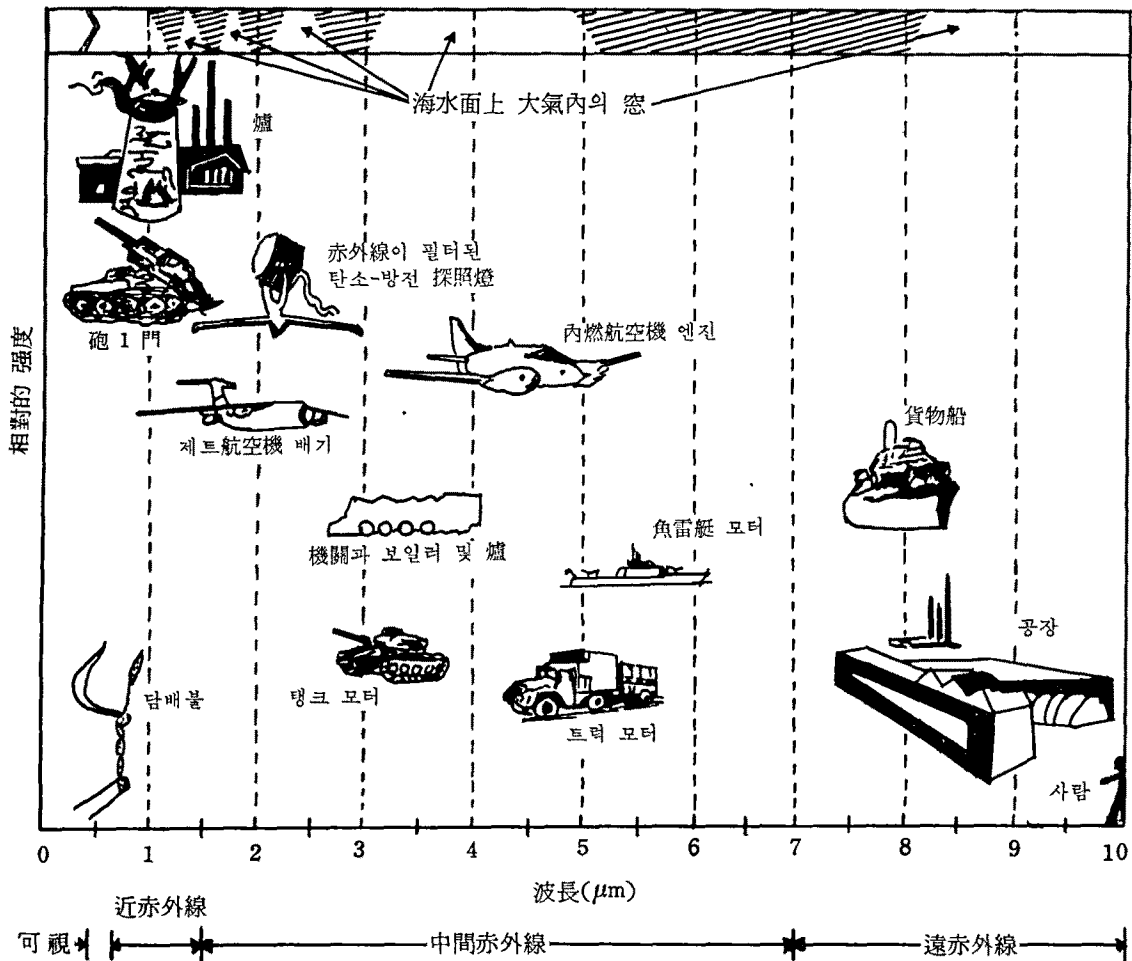 海水面上 大氣內의 窓
爐
赤外線이 필터된
탄소-방전 探照燈
砲 1 門
內燃航空機 엔진
제트航空機 배기
貨物船
機關과 보일러 및 爐
魚雷艇 모터
공장
담배불
탱크 모터
트럭 모터
사람
相對的 强度
0 1 2 3 4 5 6 7 8 9 10
波長(μm)
近赤外線
可視 中間赤外線 遠赤外線